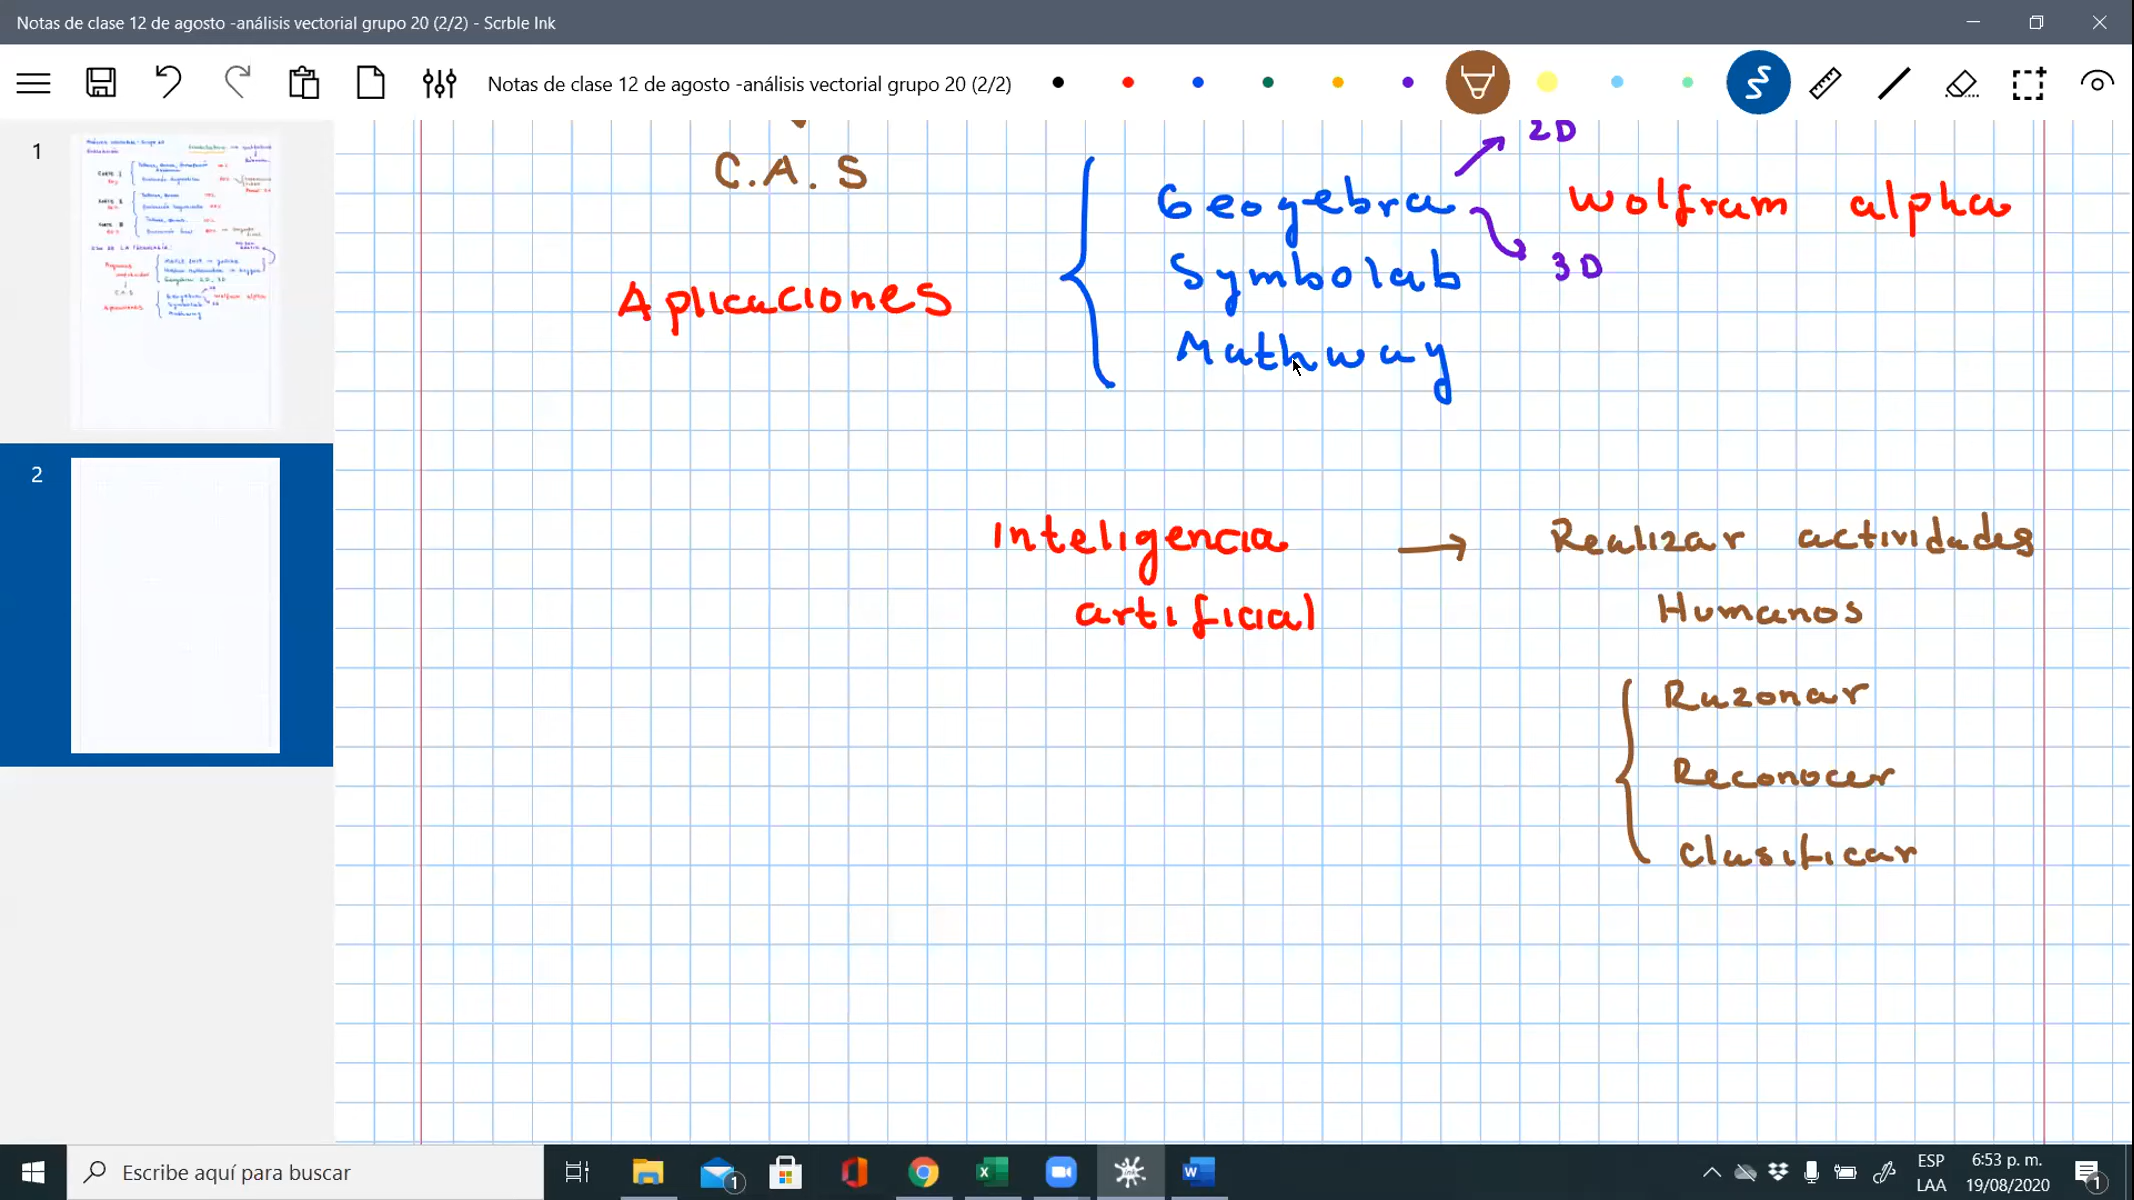 Notas de clase 12 de agosto -análisis vectorial grupo 20 (2/2) - Scrble Ink
Notas de clase 12 de agosto -análisis vectorial grupo 20 (2/2)
1
2
C.A.S
2D
Geogebra
Wolfram alpha
3D
Symbolab
Aplicaciones
Mathway
Inteligencia → Realizar actividades
artificial
Humanos
Razonar
Reconocer
Clasificar
Escribe aquí para buscar
1
ESP
LAA
6:53 p. m.
19/08/2020
1